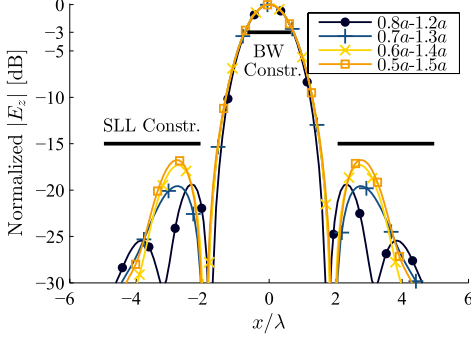 0
−3
−5
−10
−15
−20
−25
−30
Normalized |E_z| [dB]
0.8a-1.2a
0.7a-1.3a
0.6a-1.4a
0.5a-1.5a
BW
Constr.
SLL Constr.
−6
−4
−2
0
2
4
6
x/λ